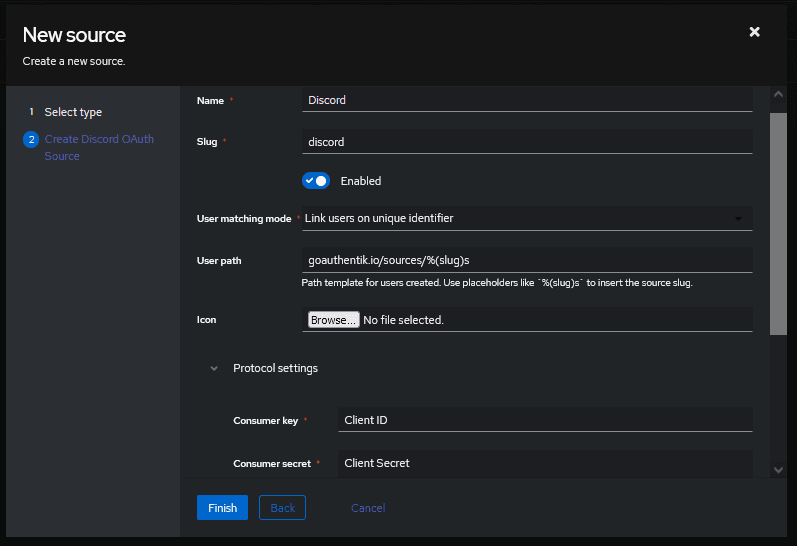 New source
Create a new source.
1 Select type
2 Create Discord OAuth
Source
Name *
Discord
Slug *
discord
Enabled
User matching mode *
Link users on unique identifier
User path
goauthentik.io/sources/%(slug)s
Path template for users created. Use placeholders like `%(slug)s` to insert the source slug.
Icon
Browse... No file selected.
Protocol settings
Consumer key *
Client ID
Consumer secret *
Client Secret
Finish
Back
Cancel